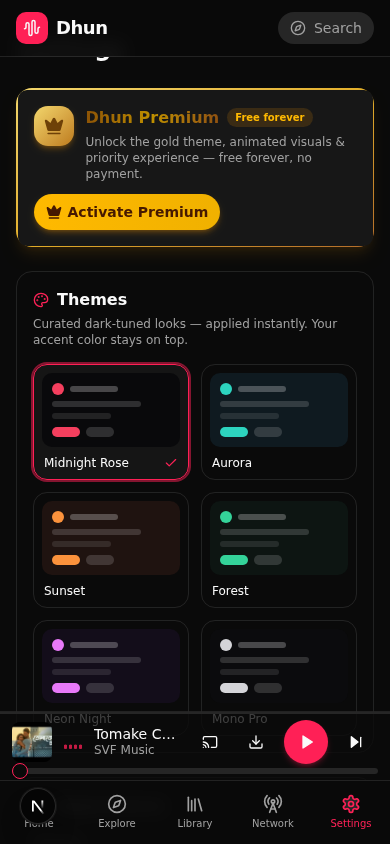 Dhun
Search
Dhun Premium
Free forever
Unlock the gold theme, animated visuals &
priority experience — free forever, no
payment.
Activate Premium
Themes
Curated dark-tuned looks — applied instantly. Your
accent color stays on top.
Midnight Rose
Aurora
Sunset
Forest
Neon Night
Mono Pro
Tomake C...
SVF Music
N
Home
Explore
Library
Network
Settings